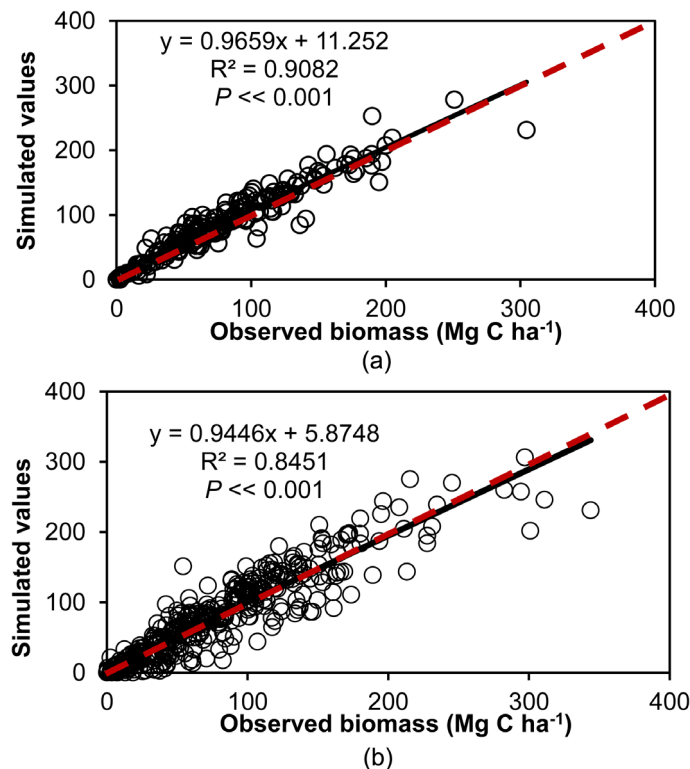 400
y = 0.9659x + 11.252
R² = 0.9082
P << 0.001
300
200
100
0
Simulated values
0 100 200 300 400
Observed biomass (Mg C ha⁻¹)
(a)
400
y = 0.9446x + 5.8748
R² = 0.8451
P << 0.001
300
200
100
0
Simulated values
0 100 200 300 400
Observed biomass (Mg C ha⁻¹)
(b)